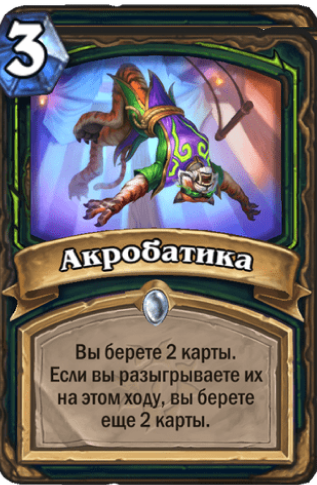 3
Акробатика
Вы берете 2 карты.
Если вы разыгрываете их
на этом ходу, вы берете
еще 2 карты.